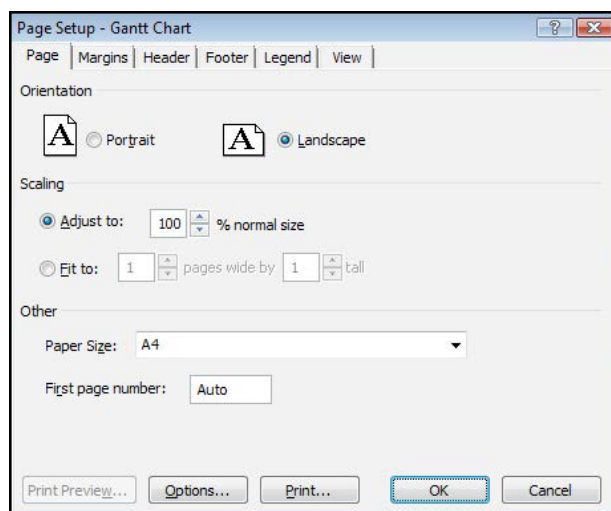 Page Setup - Gantt Chart
Page Margins Header Footer Legend View
Orientation
A Portrait A Landscape
Scaling
Adjust to: 100 % normal size
Fit to: 1 pages wide by 1 tall
Other
Paper Size: A4
First page number: Auto
Print Preview... Options... Print... OK Cancel